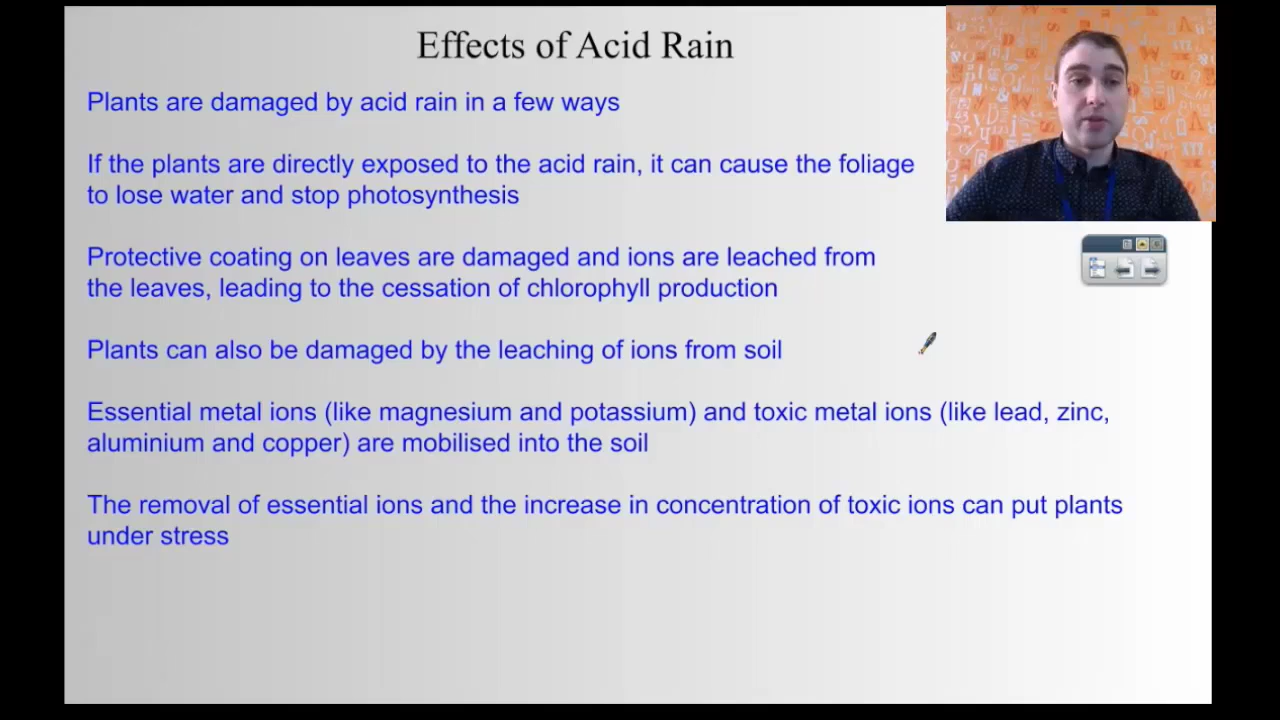 Effects of Acid Rain
Plants are damaged by acid rain in a few ways
If the plants are directly exposed to the acid rain, it can cause the foliage
to lose water and stop photosynthesis
Protective coating on leaves are damaged and ions are leached from
the leaves, leading to the cessation of chlorophyll production
Plants can also be damaged by the leaching of ions from soil
Essential metal ions (like magnesium and potassium) and toxic metal ions (like lead, zinc,
aluminium and copper) are mobilised into the soil
The removal of essential ions and the increase in concentration of toxic ions can put plants
under stress